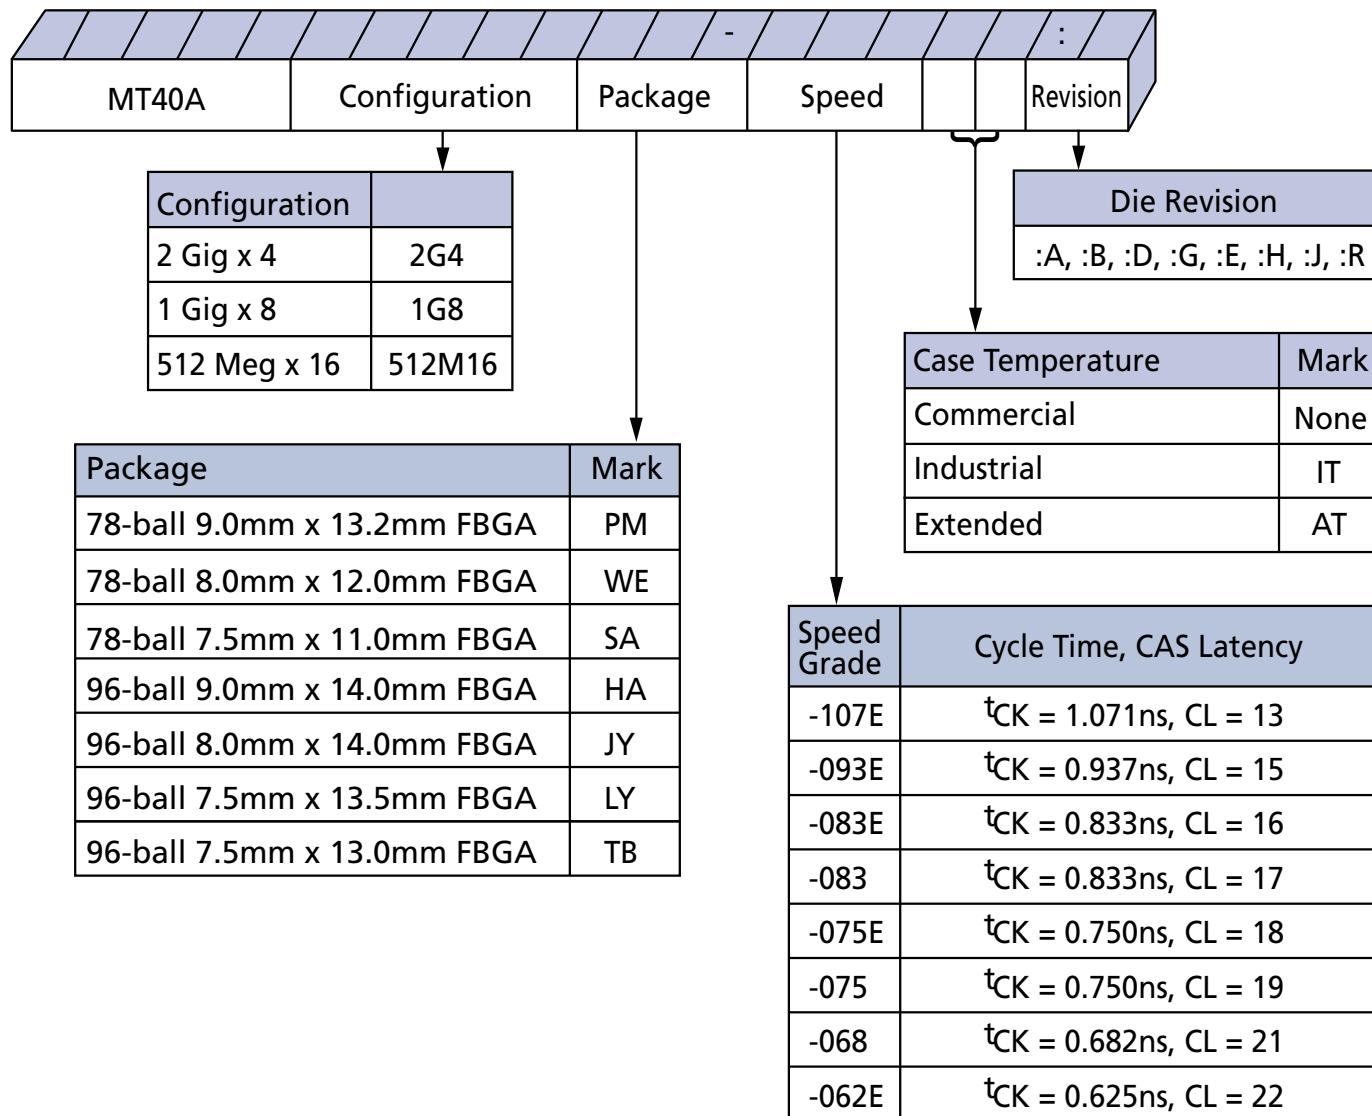 - :
MT40A Configuration Package Speed Revision
Configuration
2 Gig x 4 2G4
1 Gig x 8 1G8
512 Meg x 16 512M16
Die Revision
:A, :B, :D, :G, :E, :H, :J, :R
Case Temperature Mark
Commercial None
Industrial IT
Extended AT
Package Mark
78-ball 9.0mm x 13.2mm FBGA PM
78-ball 8.0mm x 12.0mm FBGA WE
78-ball 7.5mm x 11.0mm FBGA SA
96-ball 9.0mm x 14.0mm FBGA HA
96-ball 8.0mm x 14.0mm FBGA JY
96-ball 7.5mm x 13.5mm FBGA LY
96-ball 7.5mm x 13.0mm FBGA TB
Speed
Grade
Cycle Time, CAS Latency
-107E tCK = 1.071ns, CL = 13
-093E tCK = 0.937ns, CL = 15
-083E tCK = 0.833ns, CL = 16
-083 tCK = 0.833ns, CL = 17
-075E tCK = 0.750ns, CL = 18
-075 tCK = 0.750ns, CL = 19
-068 tCK = 0.682ns, CL = 21
-062E tCK = 0.625ns, CL = 22